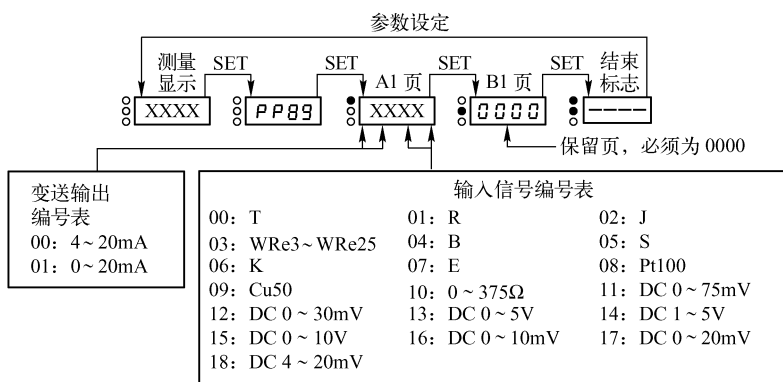 参数设定
测量
显示
SET
SET
A1 页
SET
B1 页
SET
结束
标志
XXXX
PP89
XXXX
0000
----
保留页，必须为 0000
变送输出
编号表
00：4～20mA
01：0～20mA
输入信号编号表
00：T 01：R 02：J
03：WRe3～WRe25 04：B 05：S
06：K 07：E 08：Pt100
09：Cu50 10：0～375Ω 11：DC 0～75mV
12：DC 0～30mV 13：DC 0～5V 14：DC 1～5V
15：DC 0～10V 16：DC 0～10mV 17：DC 0～20mV
18：DC 4～20mV